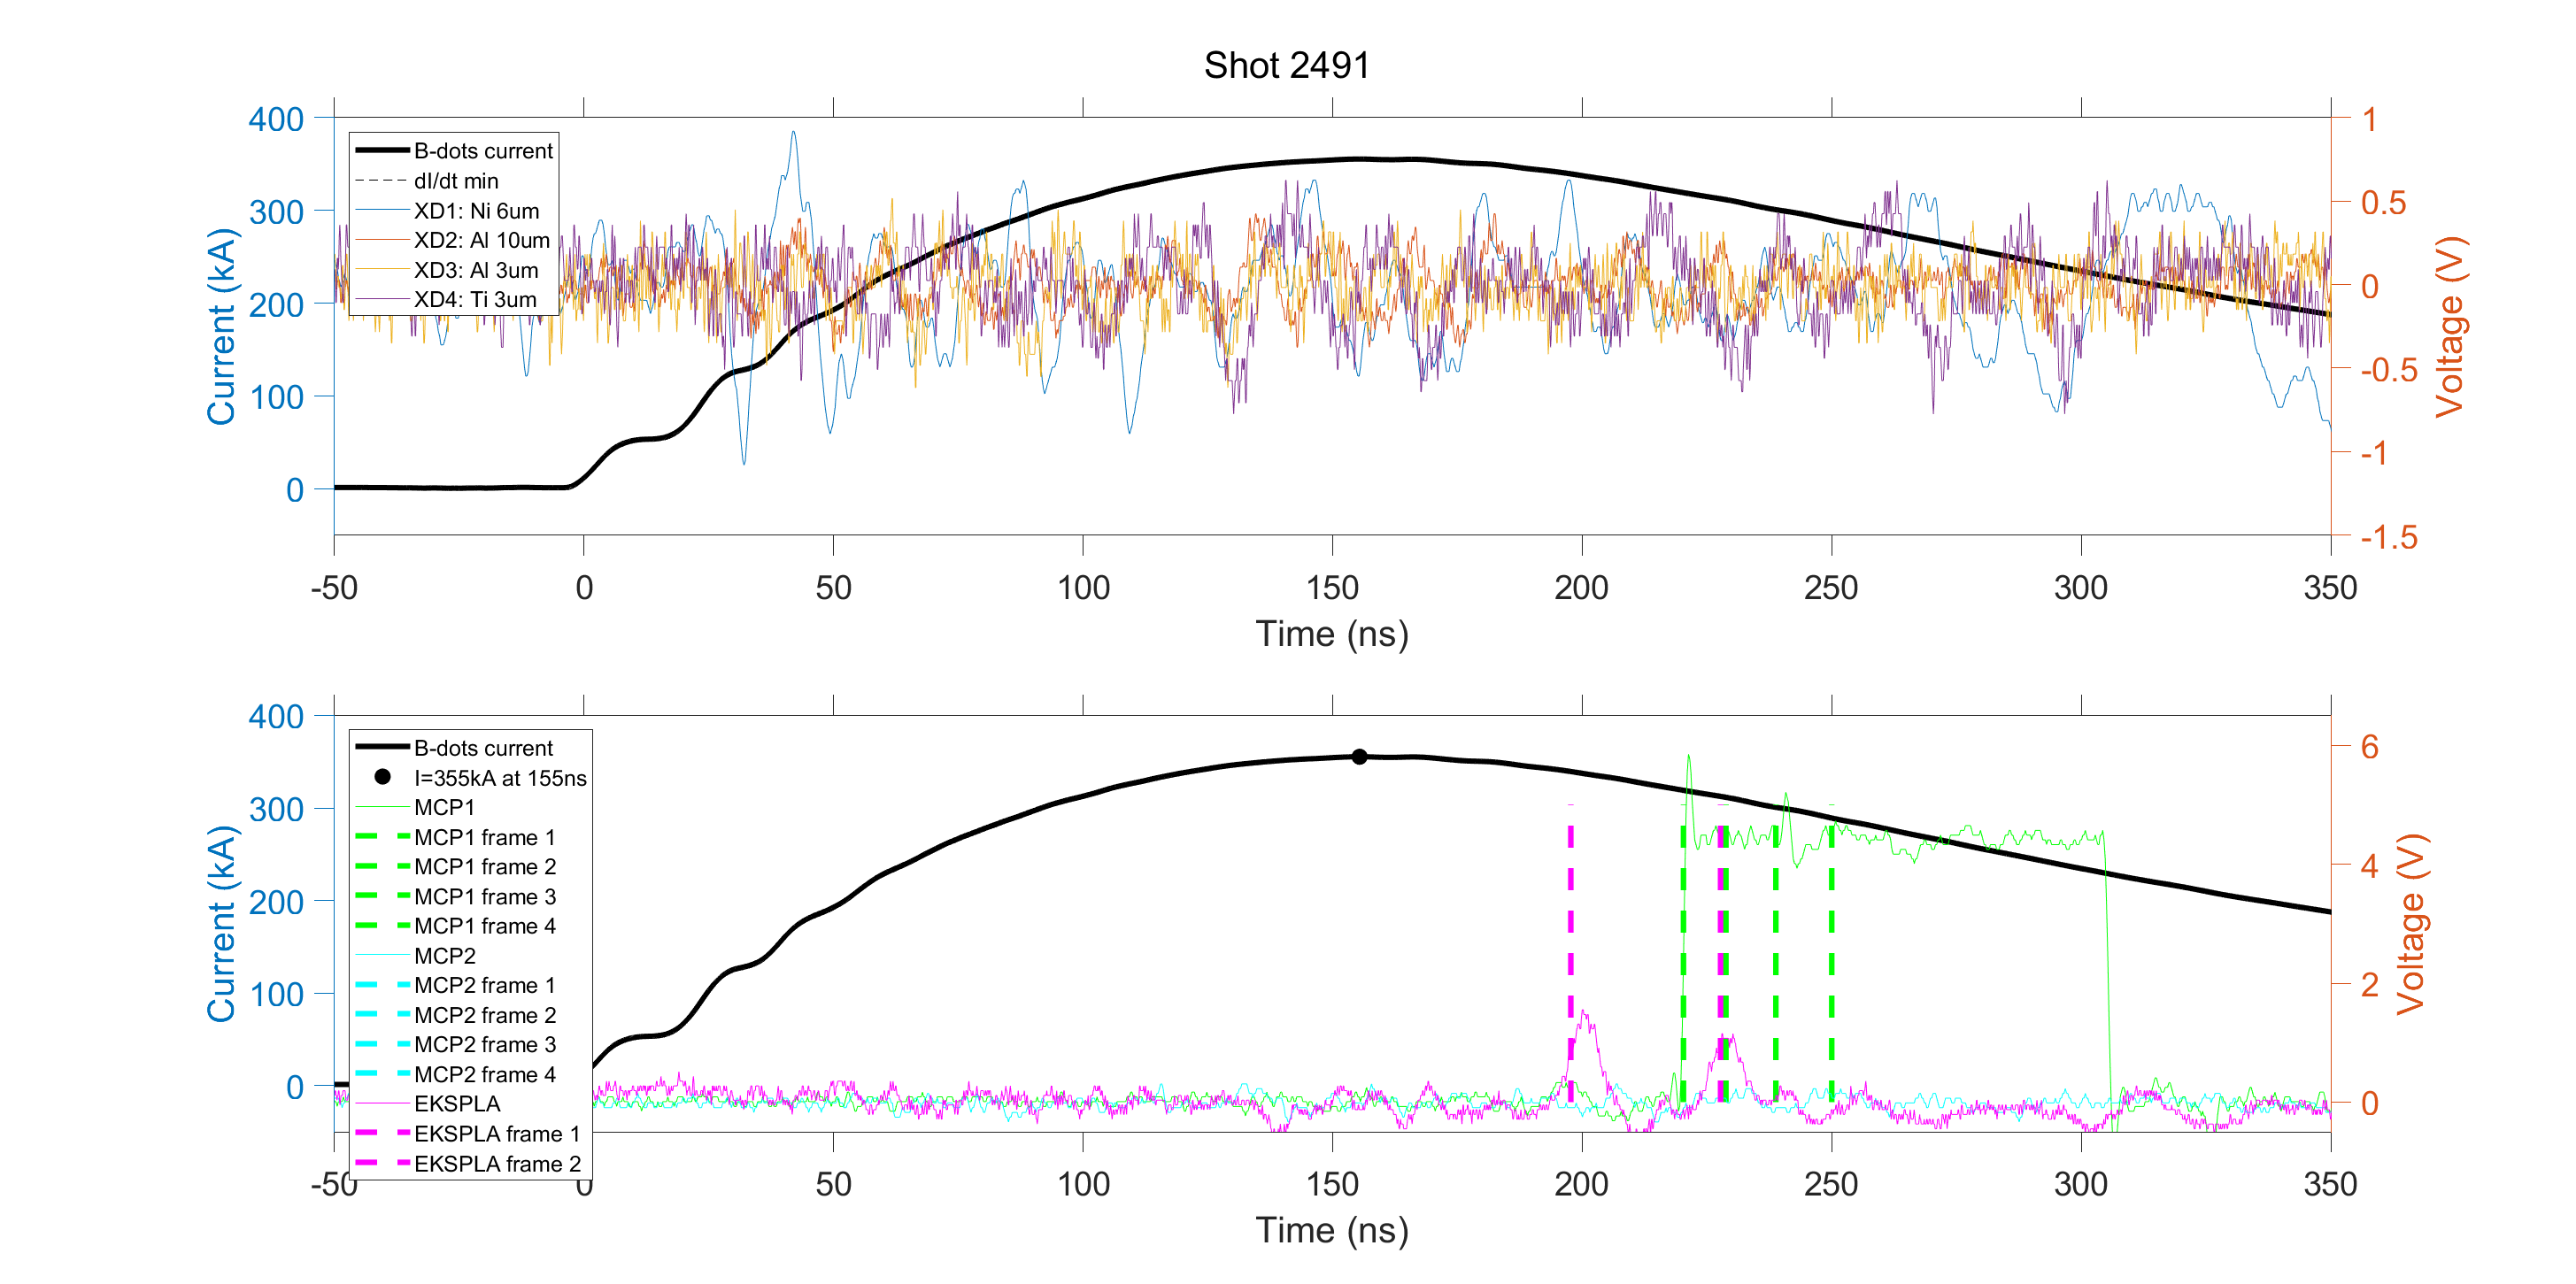 Shot 2491
400
300
200
100
0
Current (kA)
B-dots current
dI/dt min
XD1: Ni 6um
XD2: Al 10um
XD3: Al 3um
XD4: Ti 3um
1
0.5
0
-0.5
-1
-1.5
Voltage (V)
-50 0 50 100 150 200 250 300 350
Time (ns)
400
300
200
100
0
Current (kA)
B-dots current
I=355kA at 155ns
MCP1
MCP1 frame 1
MCP1 frame 2
MCP1 frame 3
MCP1 frame 4
MCP2
MCP2 frame 1
MCP2 frame 2
MCP2 frame 3
MCP2 frame 4
EKSPLA
EKSPLA frame 1
EKSPLA frame 2
6
4
2
0
Voltage (V)
-50 0 50 100 150 200 250 300 350
Time (ns)